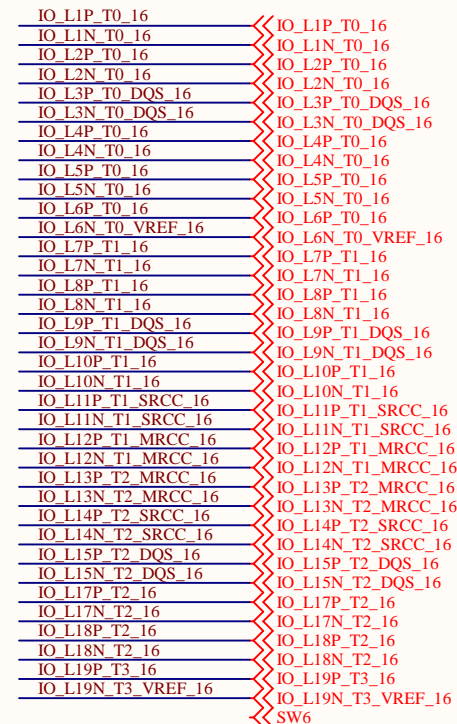 IO_L1P_T0_16 IO_L1P_T0_16
IO_L1N_T0_16 IO_L1N_T0_16
IO_L2P_T0_16 IO_L2P_T0_16
IO_L2N_T0_16 IO_L2N_T0_16
IO_L3P_T0_DQS_16 IO_L3P_T0_DQS_16
IO_L3N_T0_DQS_16 IO_L3N_T0_DQS_16
IO_L4P_T0_16 IO_L4P_T0_16
IO_L4N_T0_16 IO_L4N_T0_16
IO_L5P_T0_16 IO_L5P_T0_16
IO_L5N_T0_16 IO_L5N_T0_16
IO_L6P_T0_16 IO_L6P_T0_16
IO_L6N_T0_VREF_16 IO_L6N_T0_VREF_16
IO_L7P_T1_16 IO_L7P_T1_16
IO_L7N_T1_16 IO_L7N_T1_16
IO_L8P_T1_16 IO_L8P_T1_16
IO_L8N_T1_16 IO_L8N_T1_16
IO_L9P_T1_DQS_16 IO_L9P_T1_DQS_16
IO_L9N_T1_DQS_16 IO_L9N_T1_DQS_16
IO_L10P_T1_16 IO_L10P_T1_16
IO_L10N_T1_16 IO_L10N_T1_16
IO_L11P_T1_SRCC_16 IO_L11P_T1_SRCC_16
IO_L11N_T1_SRCC_16 IO_L11N_T1_SRCC_16
IO_L12P_T1_MRCC_16 IO_L12P_T1_MRCC_16
IO_L12N_T1_MRCC_16 IO_L12N_T1_MRCC_16
IO_L13P_T2_MRCC_16 IO_L13P_T2_MRCC_16
IO_L13N_T2_MRCC_16 IO_L13N_T2_MRCC_16
IO_L14P_T2_SRCC_16 IO_L14P_T2_SRCC_16
IO_L14N_T2_SRCC_16 IO_L14N_T2_SRCC_16
IO_L15P_T2_DQS_16 IO_L15P_T2_DQS_16
IO_L15N_T2_DQS_16 IO_L15N_T2_DQS_16
IO_L17P_T2_16 IO_L17P_T2_16
IO_L17N_T2_16 IO_L17N_T2_16
IO_L18P_T2_16 IO_L18P_T2_16
IO_L18N_T2_16 IO_L18N_T2_16
IO_L19P_T3_16 IO_L19P_T3_16
IO_L19N_T3_VREF_16 IO_L19N_T3_VREF_16
SW6